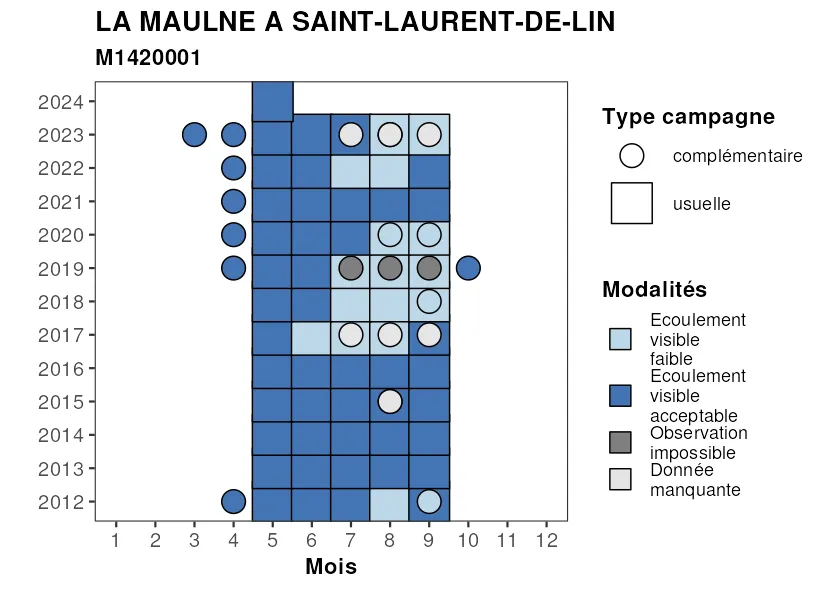 LA MAULNE A SAINT-LAURENT-DE-LIN
M1420001
2024
2023
2022
2021
2020
2019
2018
2017
2016
2015
2014
2013
2012
1 2 3 4 5 6 7 8 9 10 11 12
Mois
Type campagne
complémentaire
usuelle
Modalités
Ecoulement
visible
faible
Ecoulement
visible
acceptable
Observation
impossible
Donnée
manquante